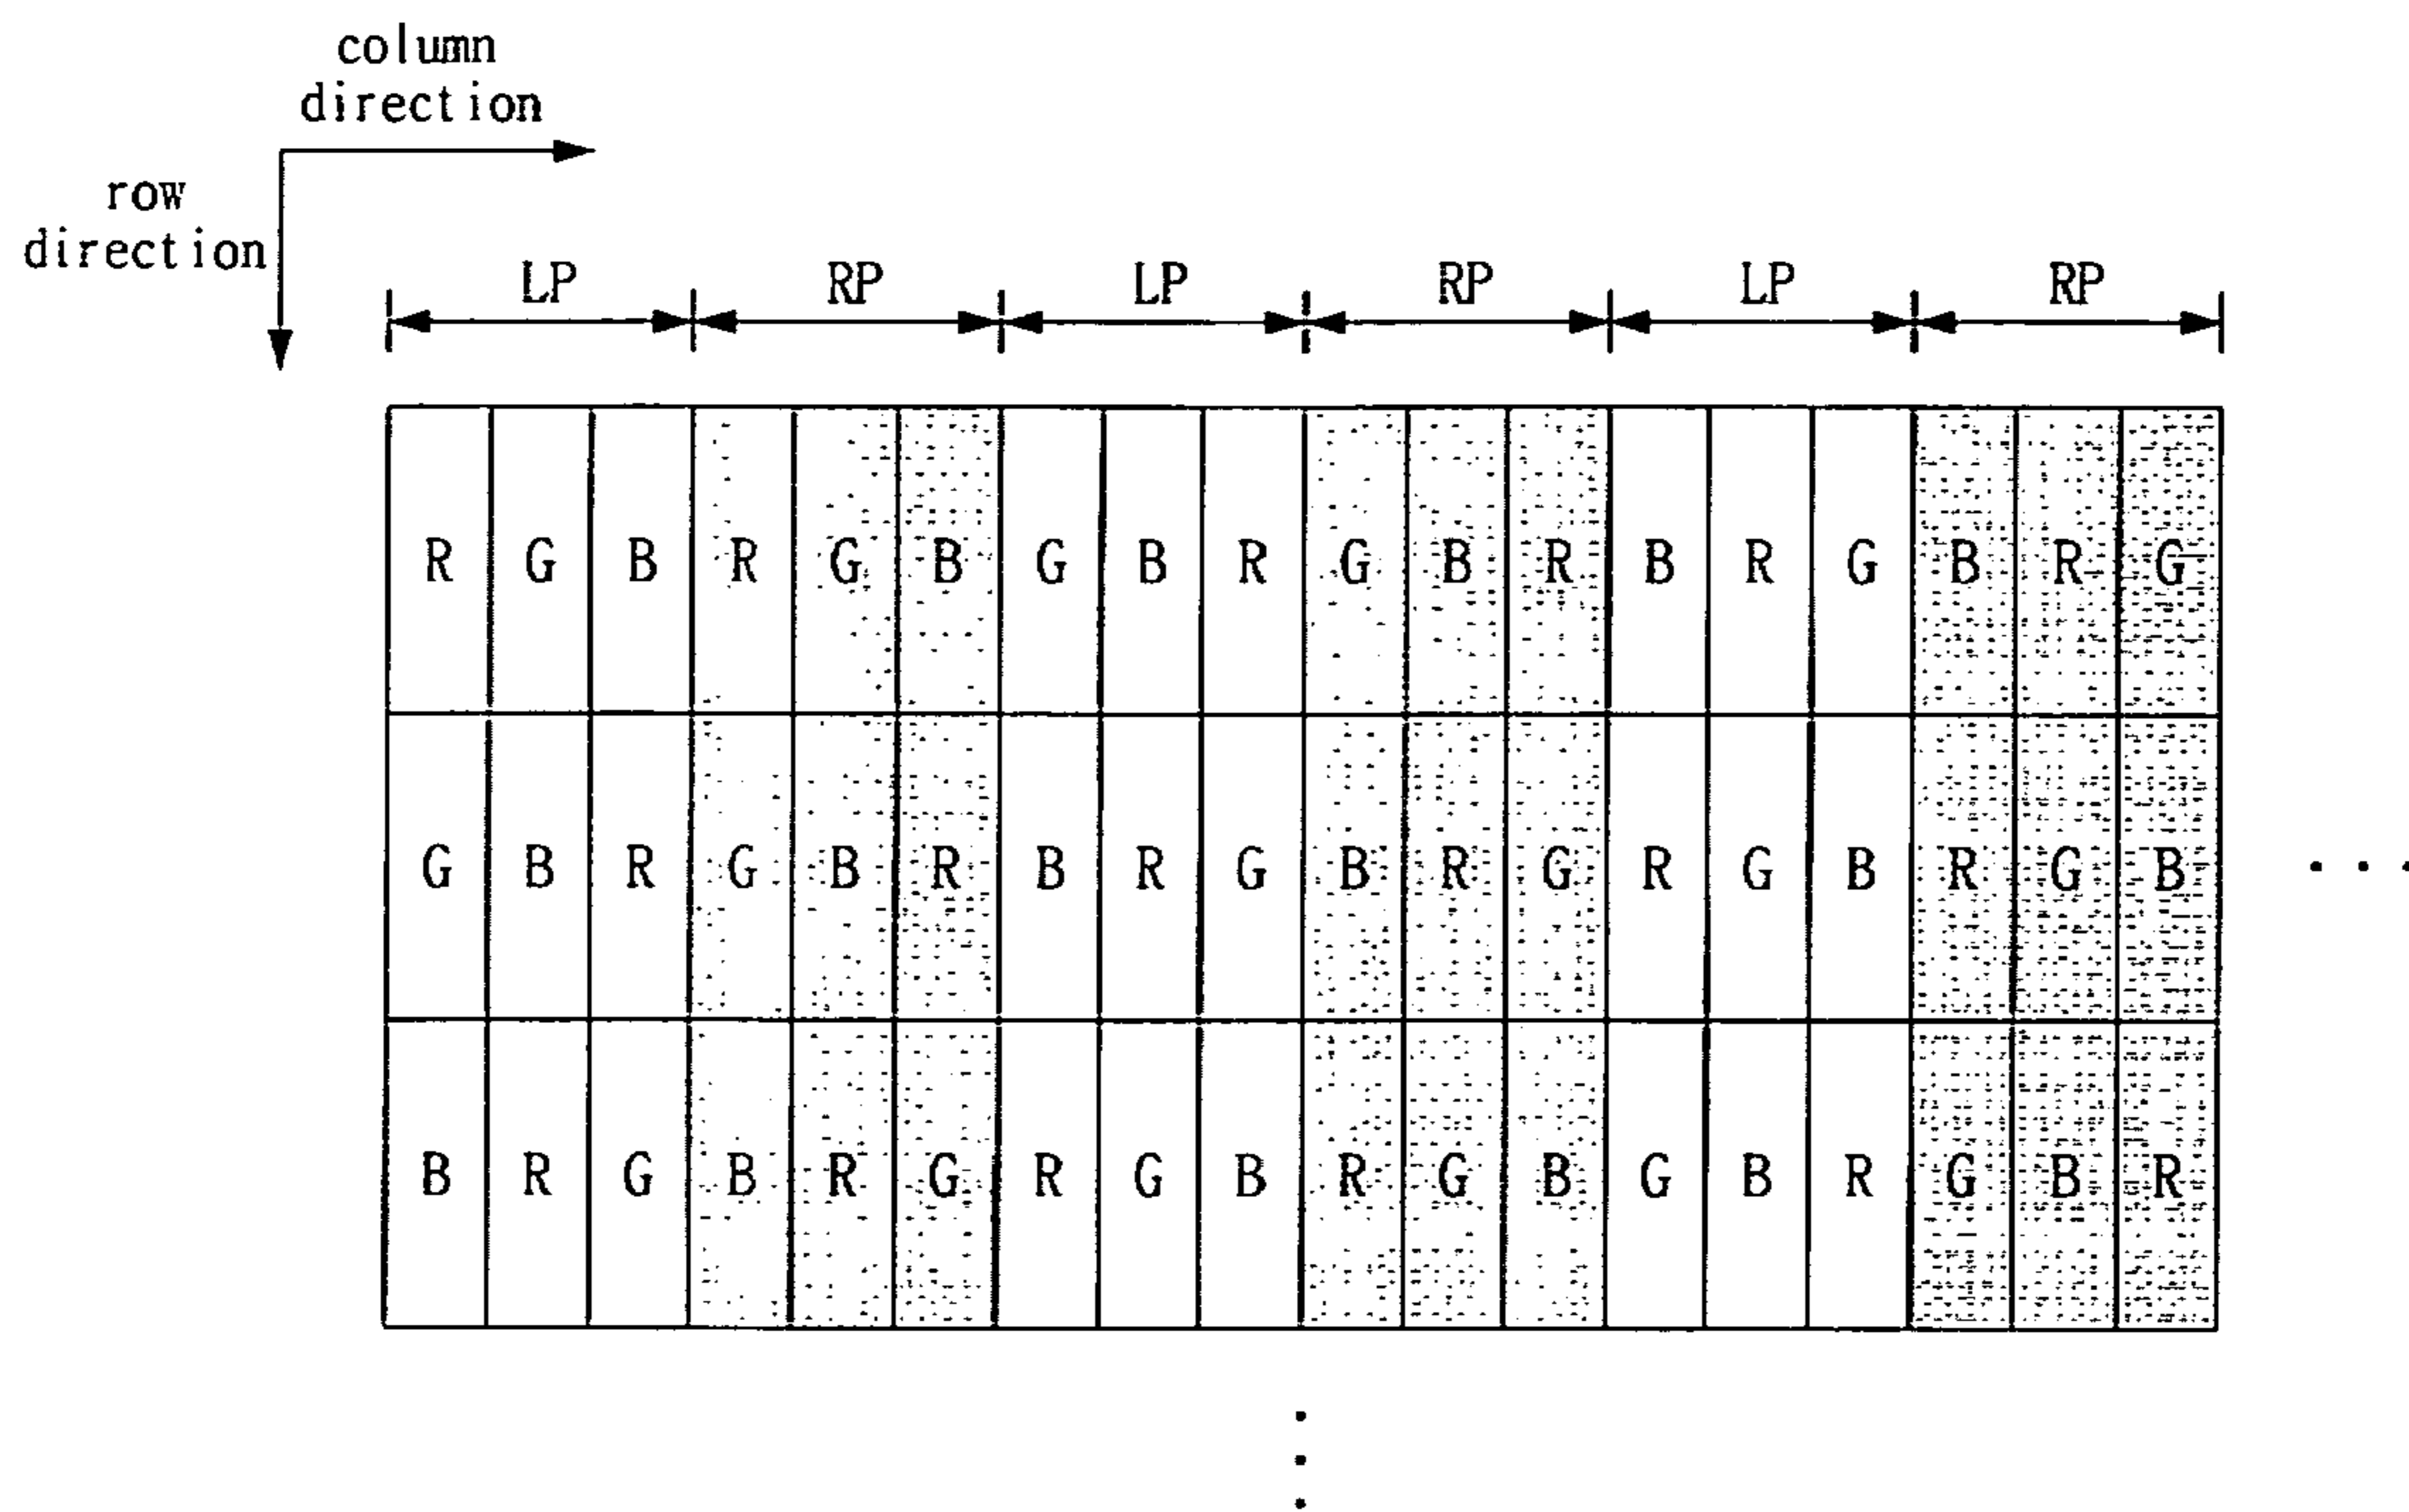 column
direction
row
direction
LP RP LP RP LP RP
R G B R G B G B R G B R B R G B R G
G B R G B R B R G B R G R G B R G B
B R G B R G R G B R G B G B R G B R